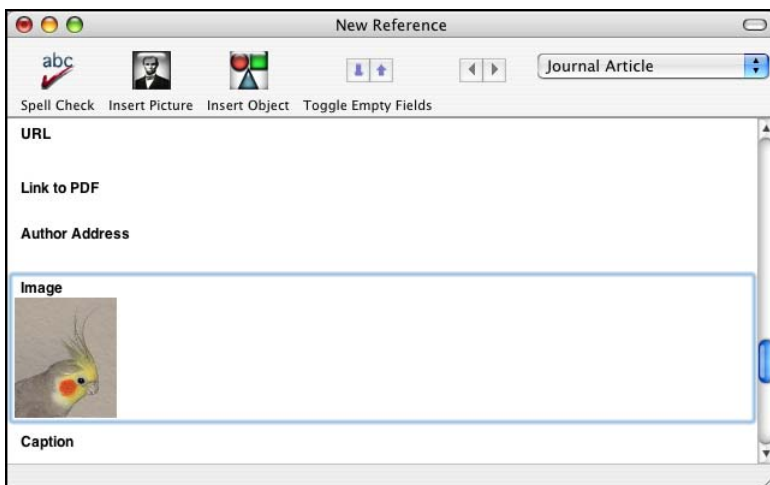 New Reference
abc
Journal Article
Spell Check Insert Picture Insert Object Toggle Empty Fields
URL
Link to PDF
Author Address
Image
Caption